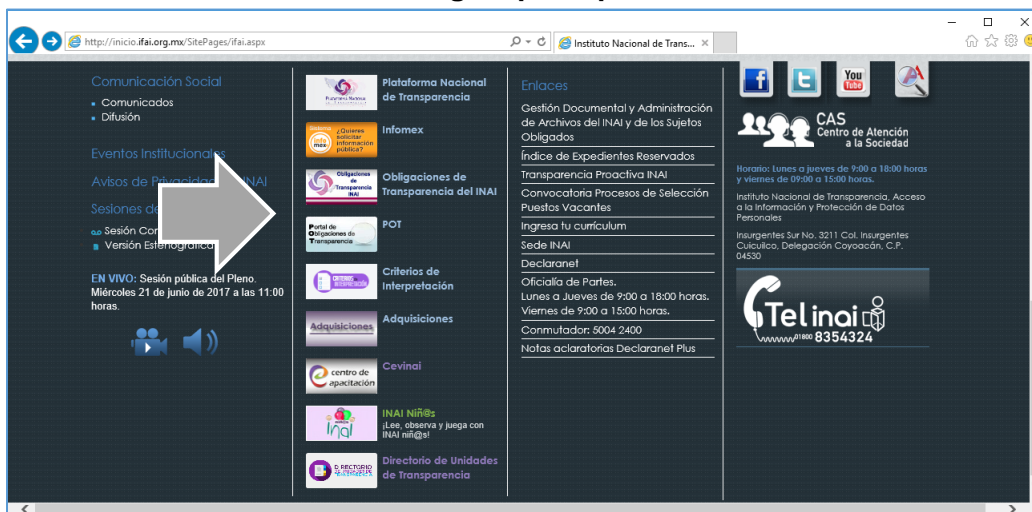 http://inicio.ifai.org.mx/SitePages/ifai.aspx
Instituto Nacional de Trans...
Comunicación Social
Comunicados
Difusión
Eventos Institucionales
Avisos de Privacidad INAI
Sesiones de
Sesión Con
Versión Estenográfica
EN VIVO: Sesión pública del Pleno.
Miércoles 21 de junio de 2017 a las 11:00
horas.
Plataforma Nacional
de Transparencia
¿Quieres
solicitar
información
pública?
infomex
Infomex
Obligaciones
de
Transparencia
INAI
Obligaciones de
Transparencia del INAI
Portal de
Obligaciones de
Transparencia
POT
Criterios de
Interpretación
Adquisiciones
Adquisiciones
centro de
capacitación
Cevinai
inai
INAI Niñ@s
¡Lee, observa y juega con
INAI niñ@s!
Directorio de Unidades
de Transparencia
Enlaces
Gestión Documental y Administración
de Archivos del INAI y de los Sujetos
Obligados
Índice de Expedientes Reservados
Transparencia Proactiva INAI
Convocatoria Procesos de Selección
Puestos Vacantes
Ingresa tu currículum
Sede INAI
Declaranet
Oficialía de Partes.
Lunes a Jueves de 9:00 a 18:00 horas.
Viernes de 9:00 a 15:00 horas.
Conmutador: 5004 2400
Notas aclaratorias Declaranet Plus
You
Tube
CAS
Centro de Atención
a la Sociedad
Horario: Lunes a jueves de 9:00 a 18:00 horas
y viernes de 09:00 a 15:00 horas.
Instituto Nacional de Transparencia, Acceso
a la Información y Protección de Datos
Personales
Insurgentes Sur No. 3211 Col. Insurgentes
Cuicuilco, Delegación Coyoacán, C.P.
04530
Tel inai
01800 8354324